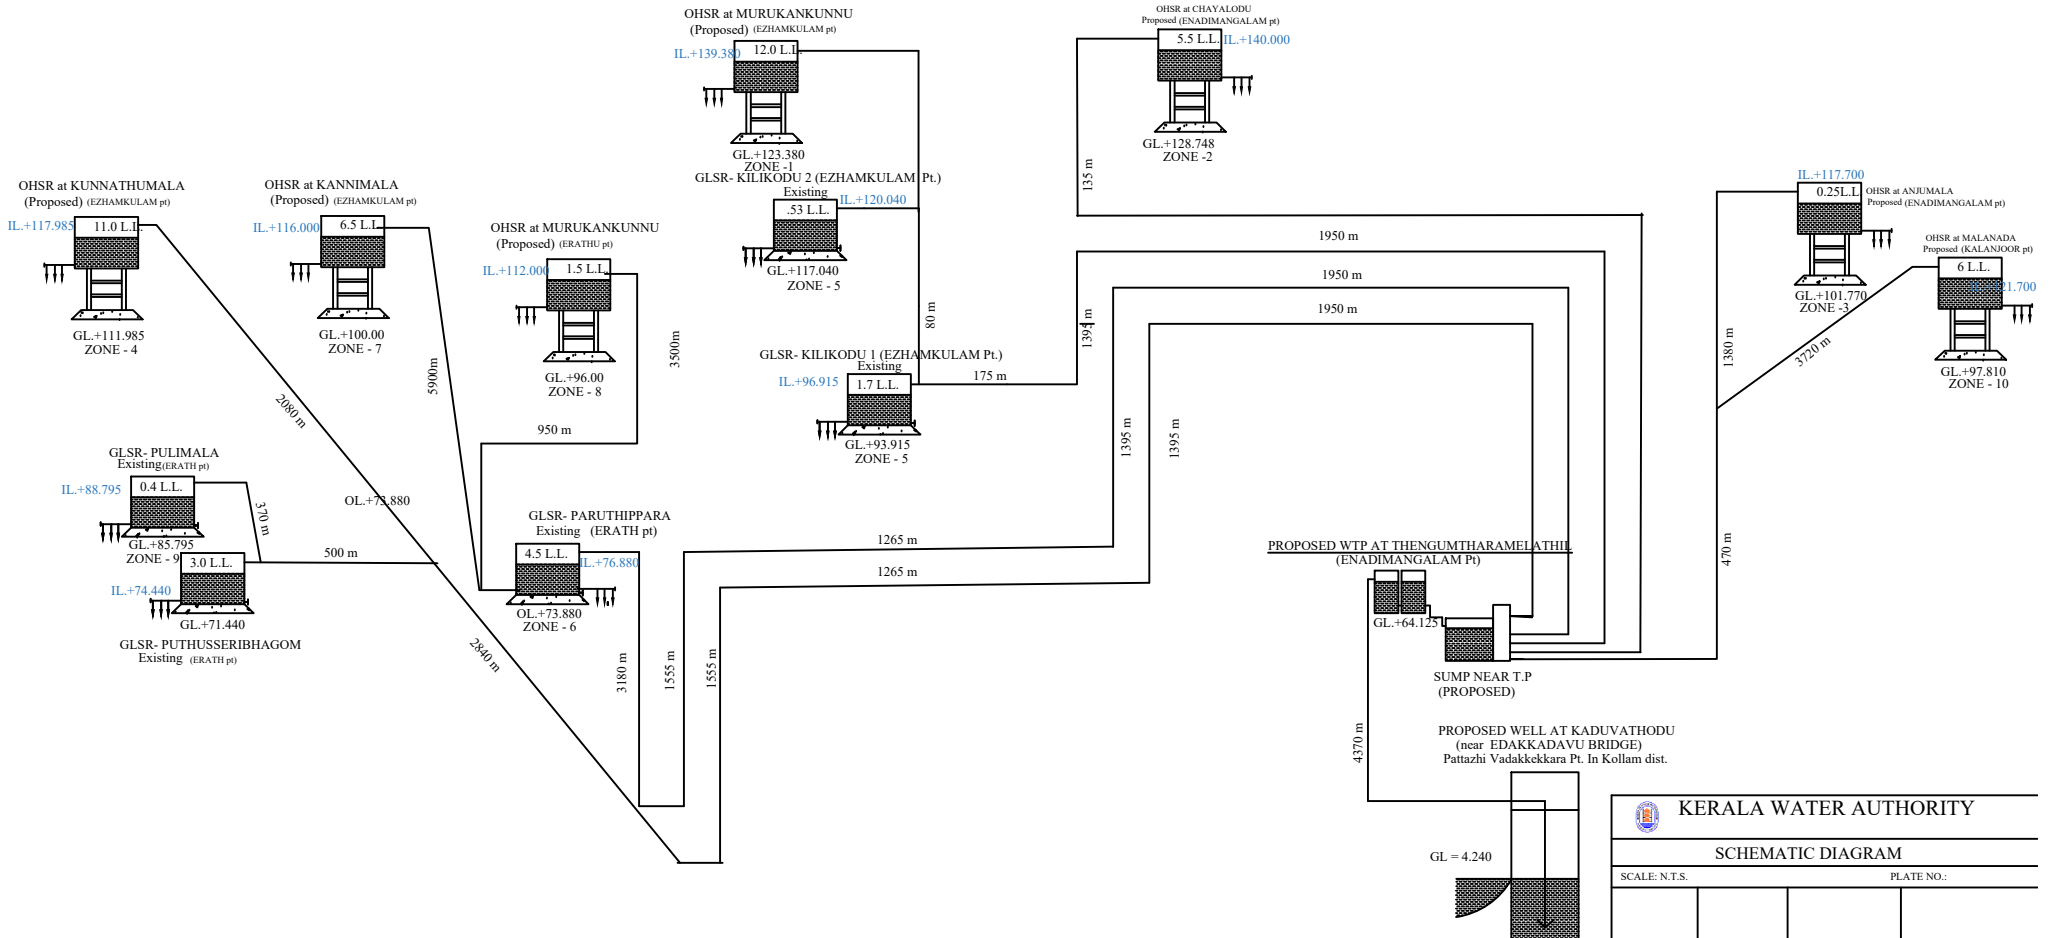 OHSR at MURUKANKUNNU
(Proposed) (EZHAMKULAM pt)
IL.+139.380
12.0 L.L.
GL.+123.380
ZONE -1
OHSR at CHAYALODU
Proposed (ENADIMANGALAM pt)
5.5 L.L.
IL.+140.000
GL.+128.748
ZONE -2
135 m
OHSR at KUNNATHUMALA
(Proposed) (EZHAMKULAM pt)
IL.+117.985
11.0 L.L.
GL.+111.985
ZONE - 4
OHSR at KANNIMALA
(Proposed) (EZHAMKULAM pt)
IL.+116.000
6.5 L.L.
GL.+100.00
ZONE - 7
OHSR at MURUKANKUNNU
(Proposed) (ERATHU pt)
IL.+112.000
1.5 L.L.
GL.+96.00
ZONE - 8
GLSR- KILIKODU 2 (EZHAMKULAM Pt.)
Existing
IL.+120.040
.53 L.L.
GL.+117.040
ZONE - 5
GLSR- KILIKODU 1 (EZHAMKULAM Pt.)
Existing
IL.+96.915
1.7 L.L.
GL.+93.915
ZONE - 5
80 m
175 m
3500m
5900m
950 m
2080 m
1950 m
1950 m
1950 m
1395 m
1395 m
1395 m
IL.+117.700
0.25L.L
OHSR at ANJUMALA
Proposed (ENADIMANGALAM pt)
GL.+101.770
ZONE -3
OHSR at MALANADA
Proposed (KALANJOOR pt)
6 L.L.
21.700
GL.+97.810
ZONE - 10
1380 m
3720 m
470 m
GLSR- PULIMALA
Existing(ERATH pt)
IL.+88.795
0.4 L.L.
GL.+85.795
ZONE - 9
370 m
500 m
OL.+73.880
3.0 L.L.
IL.+74.440
GL.+71.440
GLSR- PUTHUSSERIBHAGOM
Existing (ERATH pt)
GLSR- PARUTHIPPARA
Existing (ERATH pt)
4.5 L.L.
IL.+76.880
OL.+73.880
ZONE - 6
2840 m
3180 m
1555 m
1555 m
1265 m
1265 m
PROPOSED WTP AT THENGUMTHARAMELATHIL
(ENADIMANGALAM Pt)
GL.+64.125
SUMP NEAR T.P
(PROPOSED)
4370 m
PROPOSED WELL AT KADUVATHODU
(near EDAKKADAVU BRIDGE)
Pattazhi Vadakkekkara Pt. In Kollam dist.
GL = 4.240
KERALA WATER AUTHORITY
SCHEMATIC DIAGRAM
SCALE: N.T.S.
PLATE NO.: